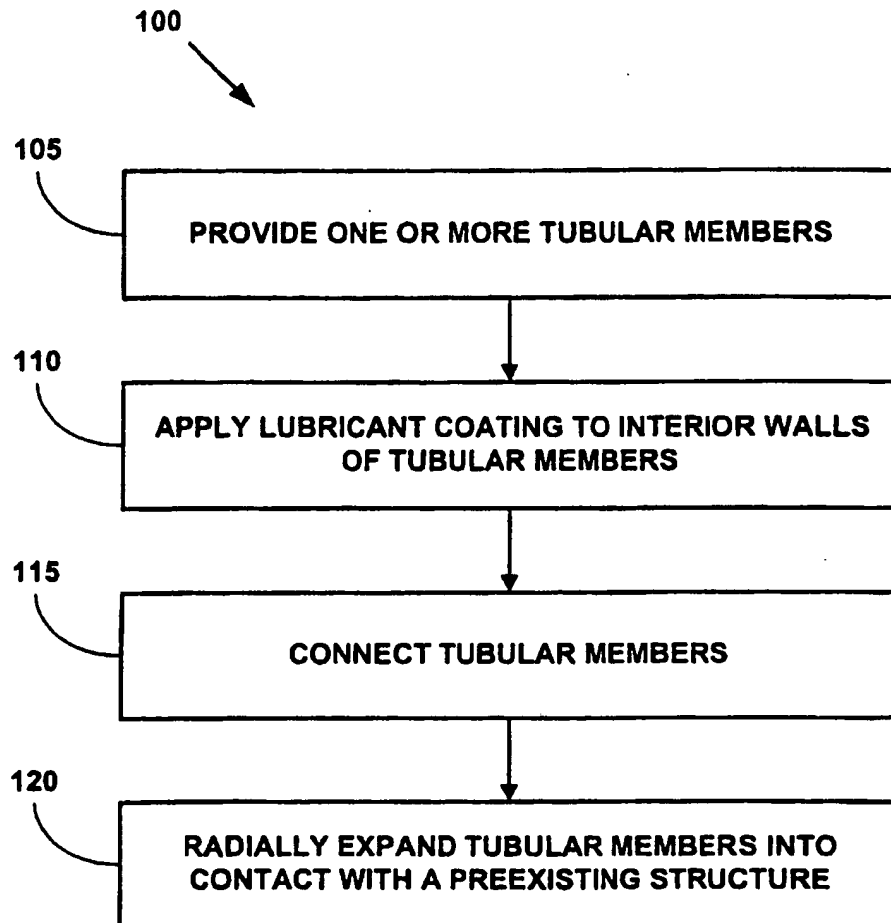 100
105
PROVIDE ONE OR MORE TUBULAR MEMBERS
110
APPLY LUBRICANT COATING TO INTERIOR WALLS
OF TUBULAR MEMBERS
115
CONNECT TUBULAR MEMBERS
120
RADIALLY EXPAND TUBULAR MEMBERS INTO
CONTACT WITH A PREEXISTING STRUCTURE